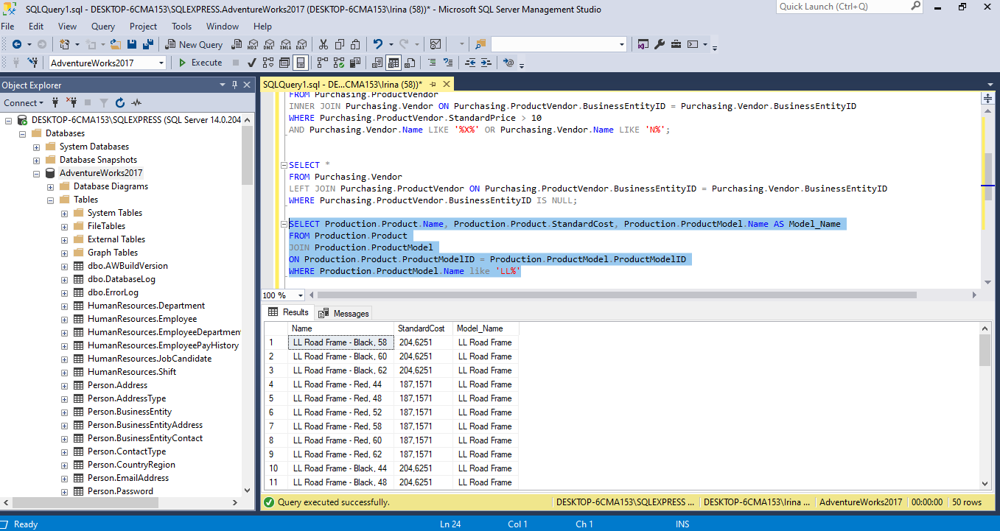 SQLQuery1.sql - DESKTOP-6CMA153\SQLEXPRESS.AdventureWorks2017 (DESKTOP-6CMA153\Irina (58))* - Microsoft SQL Server Management Studio
Quick Launch (Ctrl+Q)
File Edit View Query Project Tools Window Help
New Query MDX DMX XMLA DAX
AdventureWorks2017 Execute
Object Explorer
Connect
DESKTOP-6CMA153\SQLEXPRESS (SQL Server 14.0.204
Databases
System Databases
Database Snapshots
AdventureWorks2017
Database Diagrams
Tables
System Tables
FileTables
External Tables
Graph Tables
dbo.AWBuildVersion
dbo.DatabaseLog
dbo.ErrorLog
HumanResources.Department
HumanResources.Employee
HumanResources.EmployeeDepartment
HumanResources.EmployeePayHistory
HumanResources.JobCandidate
HumanResources.Shift
Person.Address
Person.AddressType
Person.BusinessEntity
Person.BusinessEntityAddress
Person.BusinessEntityContact
Person.ContactType
Person.CountryRegion
Person.EmailAddress
Person.Password
SQLQuery1.sql - DE...CMA153\Irina (58))*
FROM Purchasing.ProductVendor
INNER JOIN Purchasing.Vendor ON Purchasing.ProductVendor.BusinessEntityID = Purchasing.Vendor.BusinessEntityID
WHERE Purchasing.ProductVendor.StandardPrice > 10
AND Purchasing.Vendor.Name LIKE '%X%' OR Purchasing.Vendor.Name LIKE 'N%';
SELECT *
FROM Purchasing.Vendor
LEFT JOIN Purchasing.ProductVendor ON Purchasing.ProductVendor.BusinessEntityID = Purchasing.Vendor.BusinessEntityID
WHERE Purchasing.ProductVendor.BusinessEntityID IS NULL;
SELECT Production.Product.Name, Production.Product.StandardCost, Production.ProductModel.Name AS Model_Name
FROM Production.Product
JOIN Production.ProductModel
ON Production.Product.ProductModelID = Production.ProductModel.ProductModelID
WHERE Production.ProductModel.Name like 'LL%'
100 %
Results Messages
Name StandardCost Model_Name
1 LL Road Frame - Black, 58 204,6251 LL Road Frame
2 LL Road Frame - Black, 60 204,6251 LL Road Frame
3 LL Road Frame - Black, 62 204,6251 LL Road Frame
4 LL Road Frame - Red, 44 187,1571 LL Road Frame
5 LL Road Frame - Red, 48 187,1571 LL Road Frame
6 LL Road Frame - Red, 52 187,1571 LL Road Frame
7 LL Road Frame - Red, 58 187,1571 LL Road Frame
8 LL Road Frame - Red, 60 187,1571 LL Road Frame
9 LL Road Frame - Red, 62 187,1571 LL Road Frame
10 LL Road Frame - Black, 44 204,6251 LL Road Frame
11 LL Road Frame - Black, 48 204,6251 LL Road Frame
Query executed successfully. DESKTOP-6CMA153\SQLEXPRESS ... DESKTOP-6CMA153\Irina ... AdventureWorks2017 00:00:00 50 rows
Ready Ln 24 Col 1 Ch 1 INS